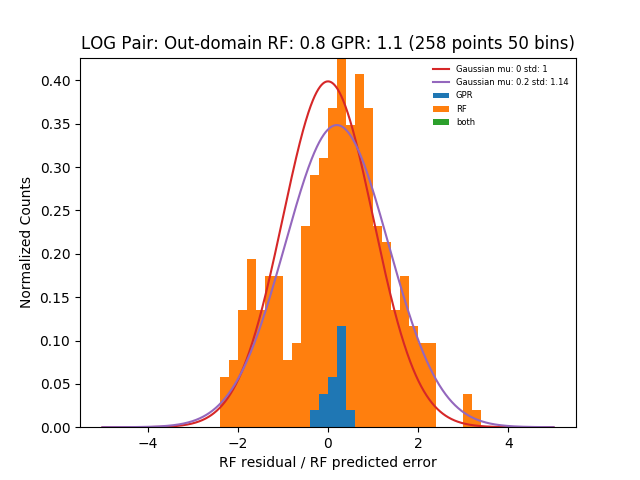 LOG Pair: Out-domain RF: 0.8 GPR: 1.1 (258 points 50 bins)
Gaussian mu: 0 std: 1
Gaussian mu: 0.2 std: 1.14
GPR
RF
both
Normalized Counts
0.40
0.35
0.30
0.25
0.20
0.15
0.10
0.05
0.00
−4 −2 0 2 4
RF residual / RF predicted error